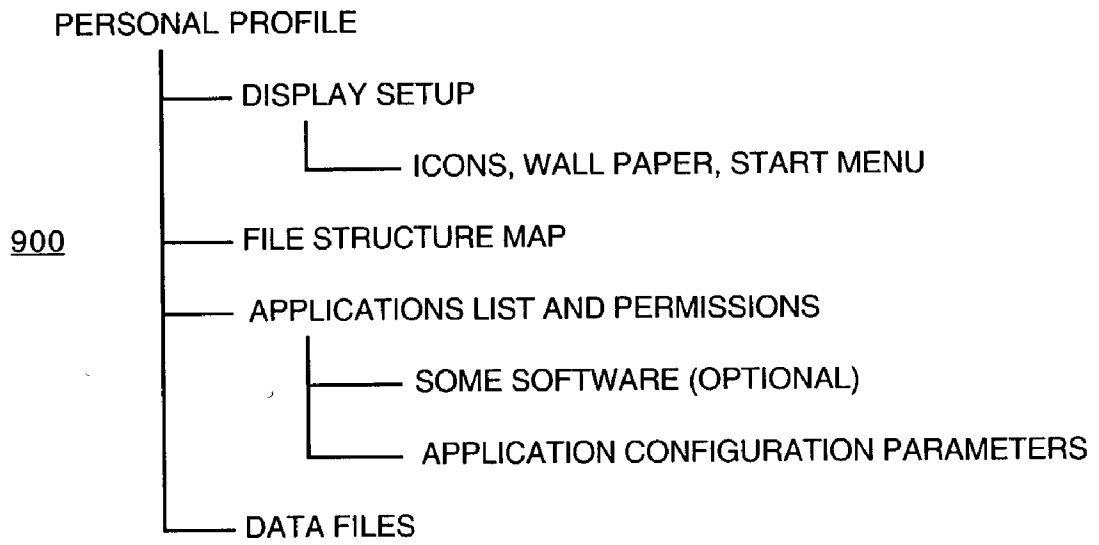 PERSONAL PROFILE
DISPLAY SETUP
ICONS, WALL PAPER, START MENU
900
FILE STRUCTURE MAP
APPLICATIONS LIST AND PERMISSIONS
SOME SOFTWARE (OPTIONAL)
APPLICATION CONFIGURATION PARAMETERS
DATA FILES